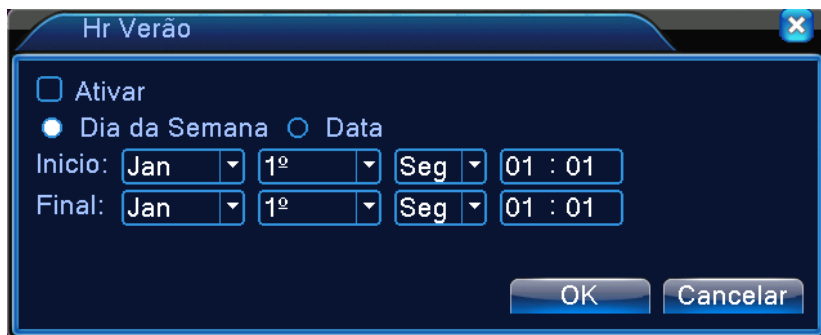 Hr Verão
Ativar
Dia da Semana Data
Inicio: Jan 1º Seg 01 : 01
Final: Jan 1º Seg 01 : 01
OK Cancelar